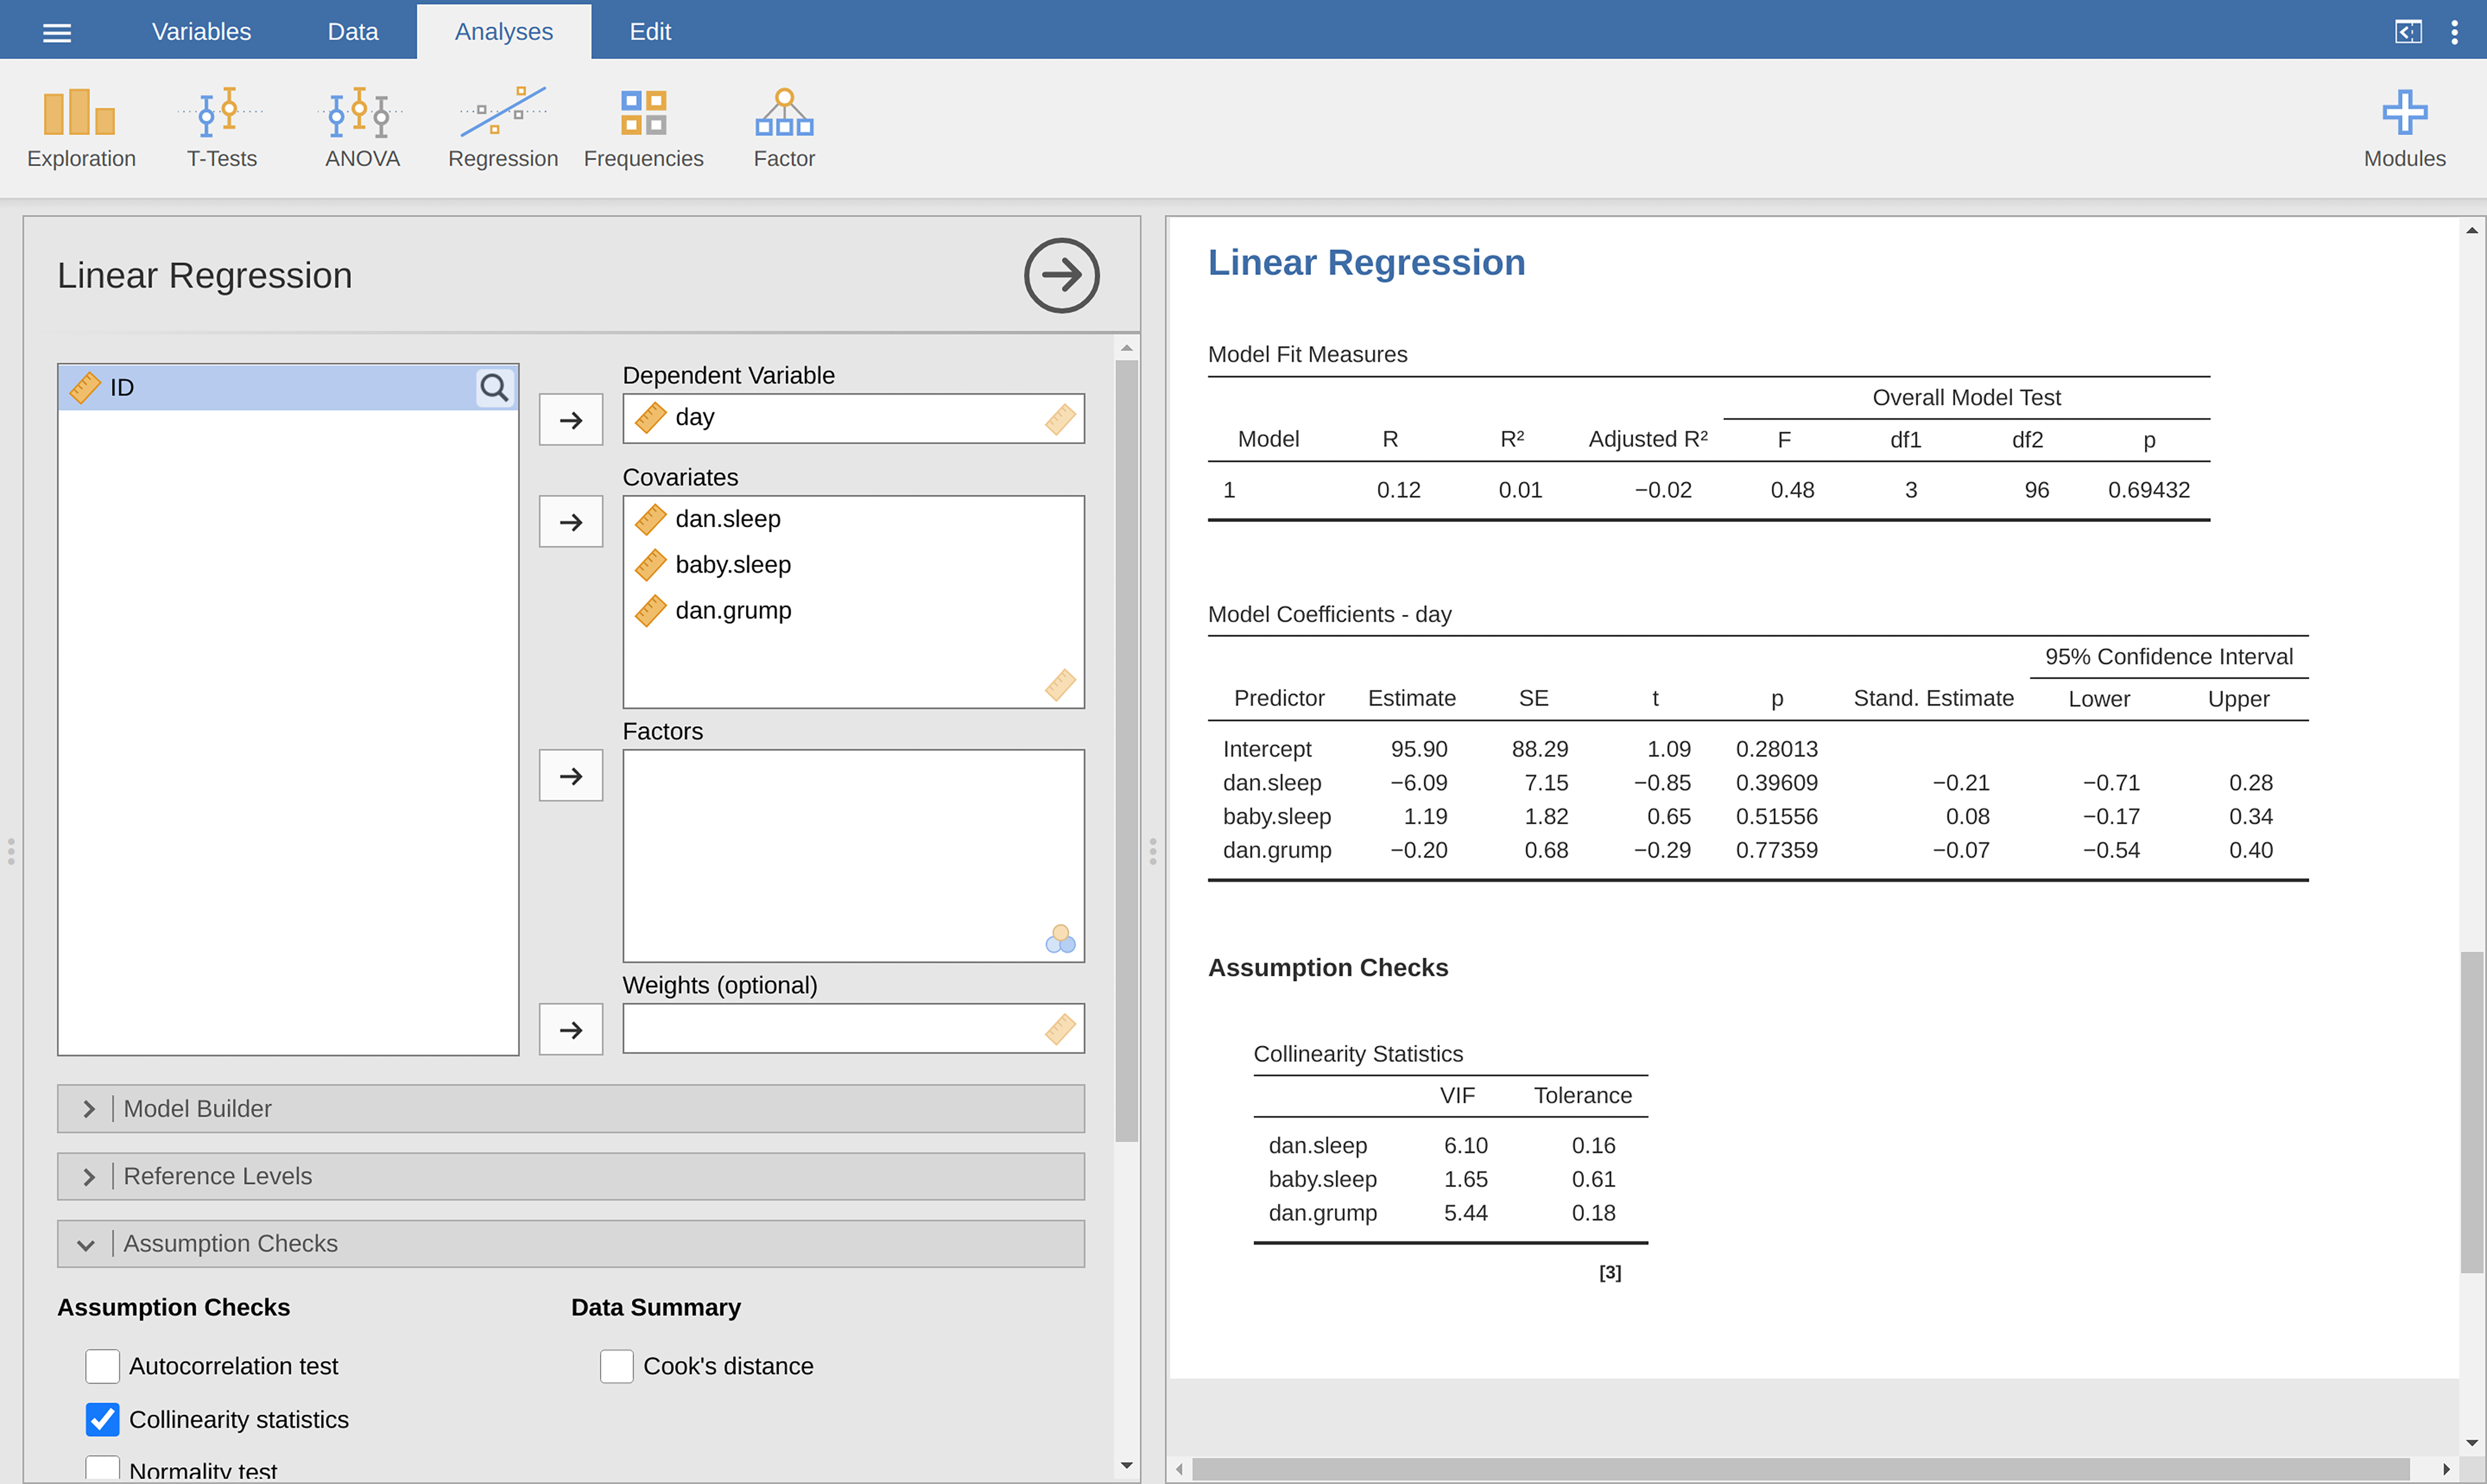 Variables Data Analyses Edit
Exploration T-Tests ANOVA Regression Frequencies Factor Modules
Linear Regression
ID
Dependent Variable
day
Covariates
dan.sleep
baby.sleep
dan.grump
Factors
Weights (optional)
Model Builder
Reference Levels
Assumption Checks
Assumption Checks Data Summary
Autocorrelation test Cook's distance
Collinearity statistics
Normality test
Linear Regression
Model Fit Measures
Overall Model Test
Model R R² Adjusted R² F df1 df2 p
1 0.12 0.01 −0.02 0.48 3 96 0.69432
Model Coefficients - day
95% Confidence Interval
Predictor Estimate SE t p Stand. Estimate Lower Upper
Intercept 95.90 88.29 1.09 0.28013
dan.sleep −6.09 7.15 −0.85 0.39609 −0.21 −0.71 0.28
baby.sleep 1.19 1.82 0.65 0.51556 0.08 −0.17 0.34
dan.grump −0.20 0.68 −0.29 0.77359 −0.07 −0.54 0.40
Assumption Checks
Collinearity Statistics
VIF Tolerance
dan.sleep 6.10 0.16
baby.sleep 1.65 0.61
dan.grump 5.44 0.18
[3]